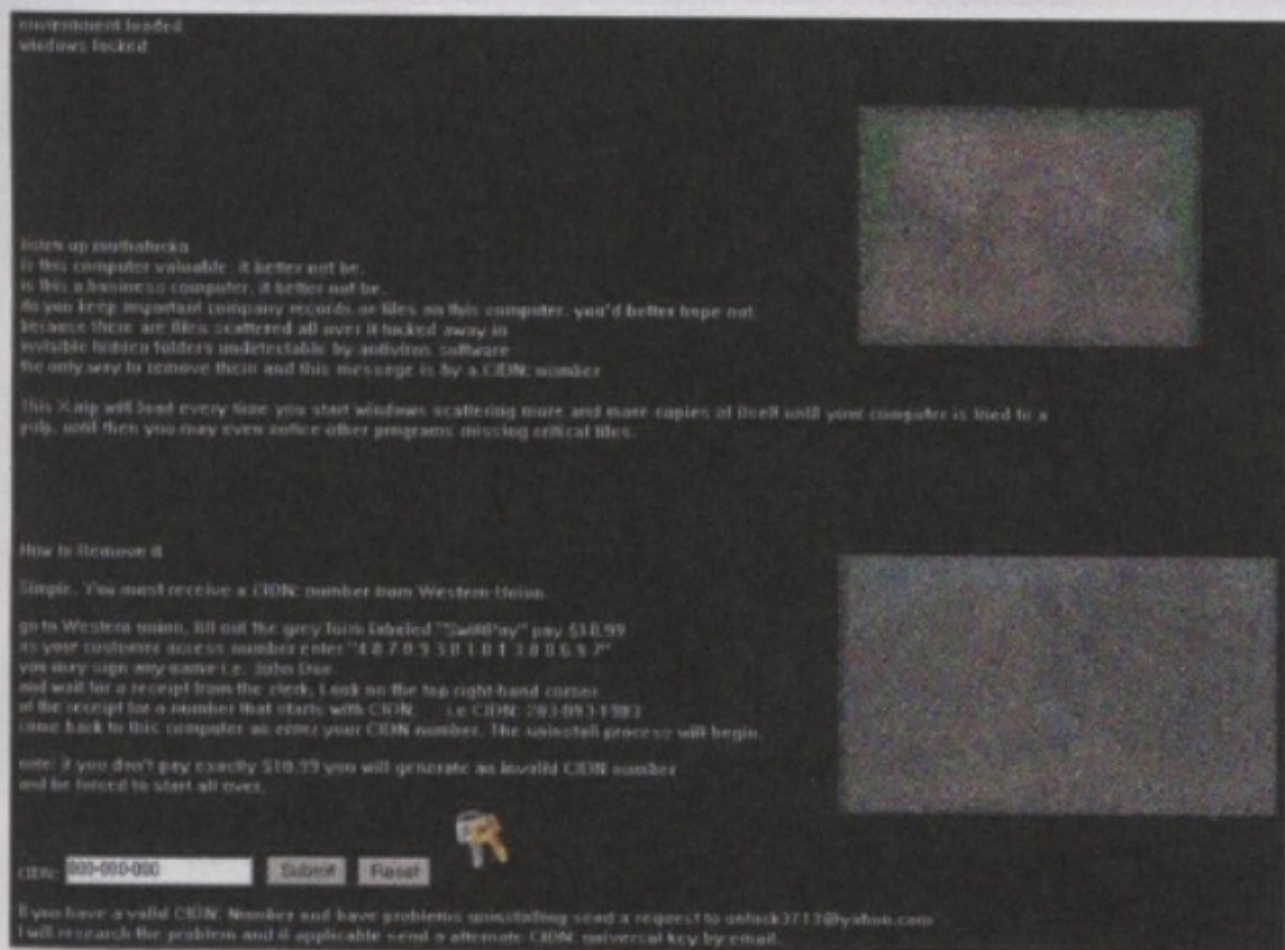 environment loaded
windows locked
listen up muthafucka
is this computer valuable. it better not be.
is this a business computer. it better not be.
do you keep important company records or files on this computer. you'd better hope not
because there are files scattered all over it tucked away in
invisible hidden folders undetectable by antivirus software
the only way to remove them and this message is by a CIDN: number
This will load every time you start windows scattering more and more copies of itself until your computer is to a
pulp. until then you may even notice other programs missing critical files.
How to Remove it
Simple. You must receive a CIDN: number from Western Union.
go to Western union, fill out the grey form labeled "SwiftPay" pay $10.99
as your customer access number enter
you may sign any name i.e. John Doe
and wait for a receipt from the clerk, Look on the top right-hand corner
of the receipt for a number that starts with CIDN: i.e CIDN:
come back to this computer an enter your CIDN number. The uninstall process will begin.
note: if you don't pay exactly $10.99 you will generate an invalid CIDN number
and be forced to start all over.
CIDN: Submit Reset
If you have a valid CIDN: Number and have problems uninstalling send a request to
I will research the problem and if applicable send a alternate CIDN: universal key by email.